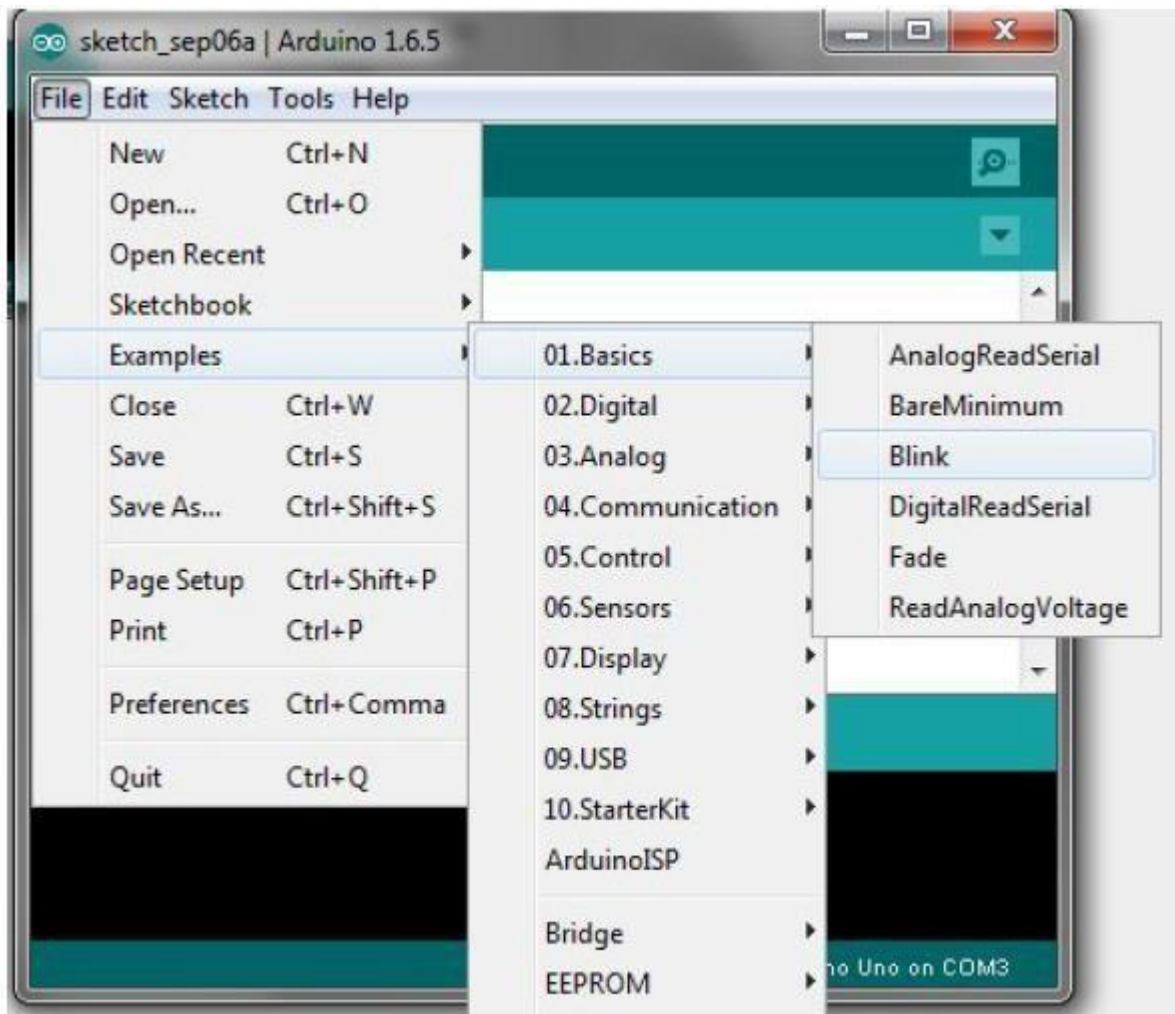 sketch_sep06a | Arduino 1.6.5
File Edit Sketch Tools Help
New Ctrl+N
Open... Ctrl+O
Open Recent
Sketchbook
Examples
Close Ctrl+W
Save Ctrl+S
Save As... Ctrl+Shift+S
Page Setup Ctrl+Shift+P
Print Ctrl+P
Preferences Ctrl+Comma
Quit Ctrl+Q
01.Basics
02.Digital
03.Analog
04.Communication
05.Control
06.Sensors
07.Display
08.Strings
09.USB
10.StarterKit
ArduinoISP
Bridge
EEPROM
AnalogReadSerial
BareMinimum
Blink
DigitalReadSerial
Fade
ReadAnalogVoltage
no Uno on COM3